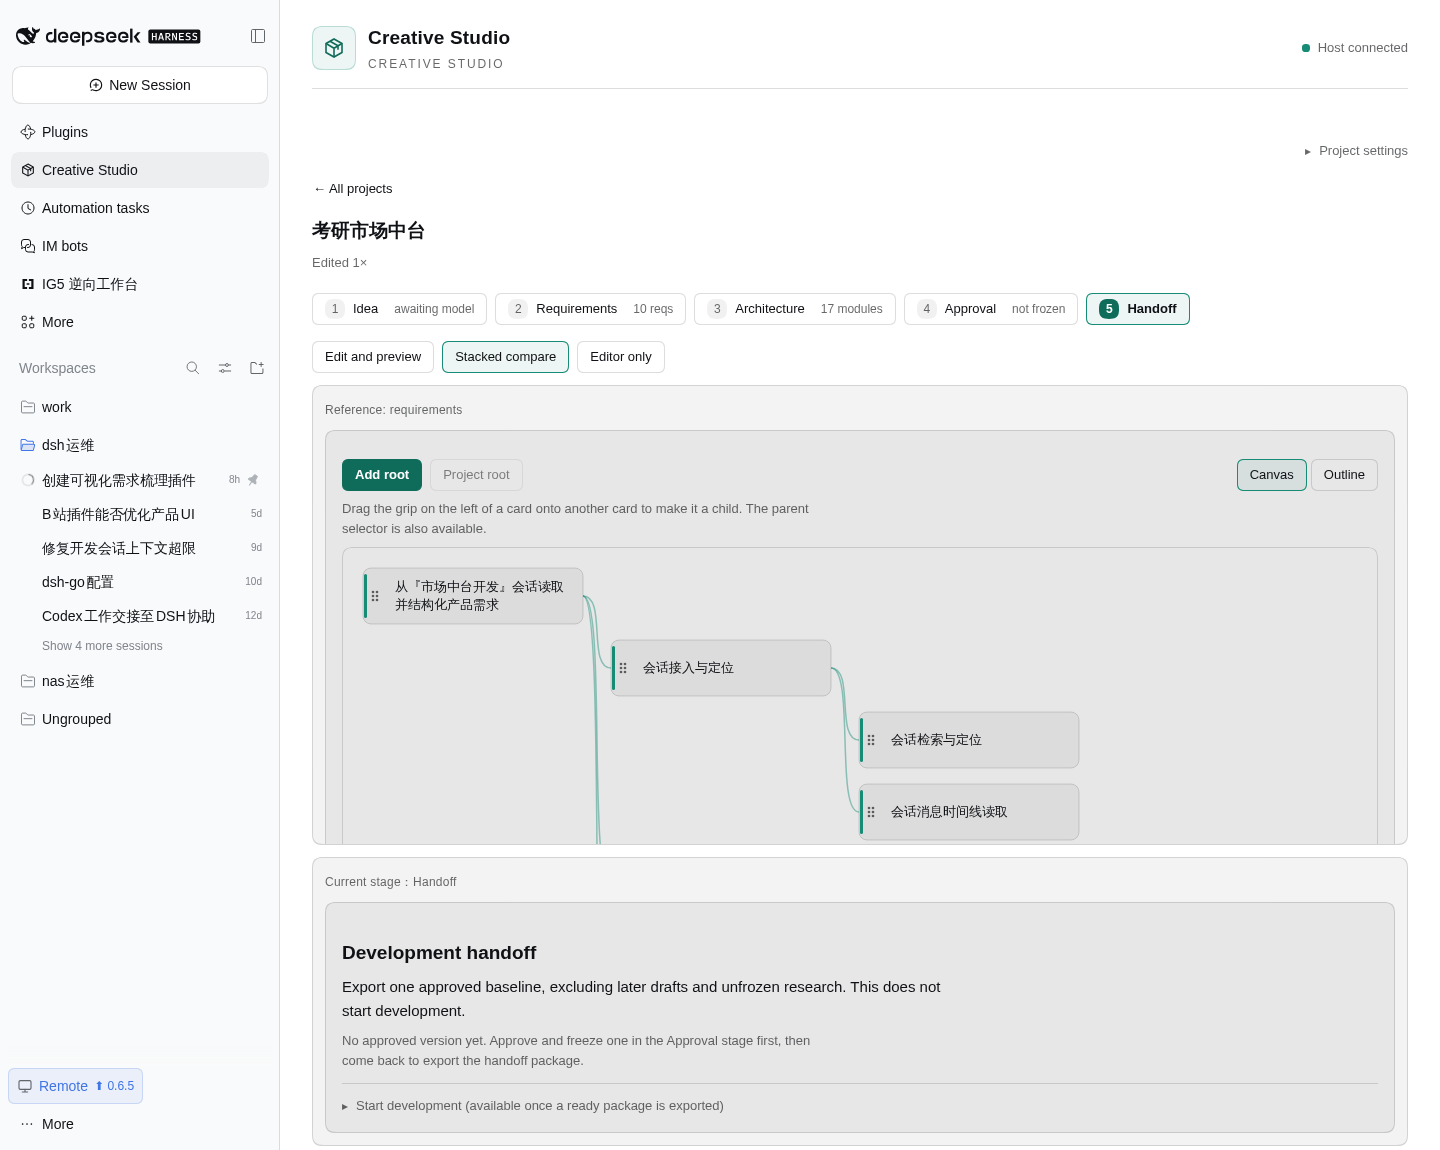 deepseek HARNESS
New Session
Plugins
Creative Studio
Automation tasks
IM bots
IG5 逆向工作台
More
Workspaces
work
dsh运维
创建可视化需求梳理插件 8h
B站插件能否优化产品UI 5d
修复开发会话上下文超限 9d
dsh-go配置 10d
Codex工作交接至DSH协助 12d
Show 4 more sessions
nas运维
Ungrouped
Remote ⬆ 0.6.5
More
Creative Studio
CREATIVE STUDIO
Host connected
▸ Project settings
← All projects
考研市场中台
Edited 1×
1 Idea awaiting model
2 Requirements 10 reqs
3 Architecture 17 modules
4 Approval not frozen
5 Handoff
Edit and preview
Stacked compare
Editor only
Reference: requirements
Add root
Project root
Canvas
Outline
Drag the grip on the left of a card onto another card to make it a child. The parent
selector is also available.
从『市场中台开发』会话读取
并结构化产品需求
会话接入与定位
会话检索与定位
会话消息时间线读取
Current stage：Handoff
Development handoff
Export one approved baseline, excluding later drafts and unfrozen research. This does not
start development.
No approved version yet. Approve and freeze one in the Approval stage first, then
come back to export the handoff package.
▸ Start development (available once a ready package is exported)